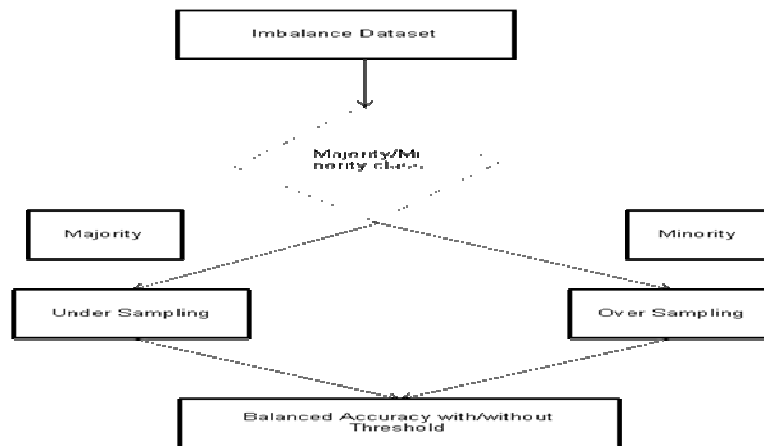 Imbalance Dataset
Majority/Mi
nority class
Majority
Minority
Under Sampling
Over Sampling
Balanced Accuracy with/without
Threshold